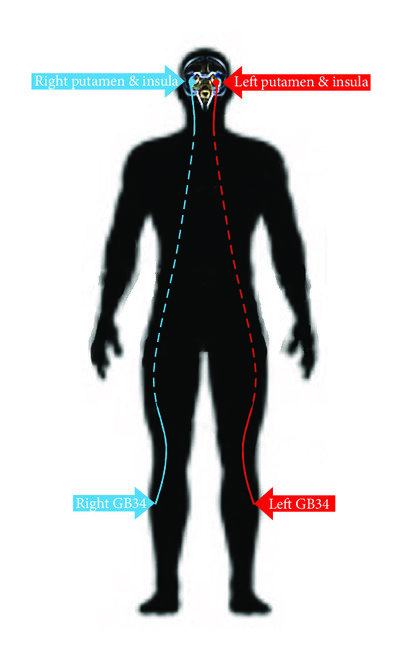 Right putamen & insula
Left putamen & insula
Right GB34
Left GB34